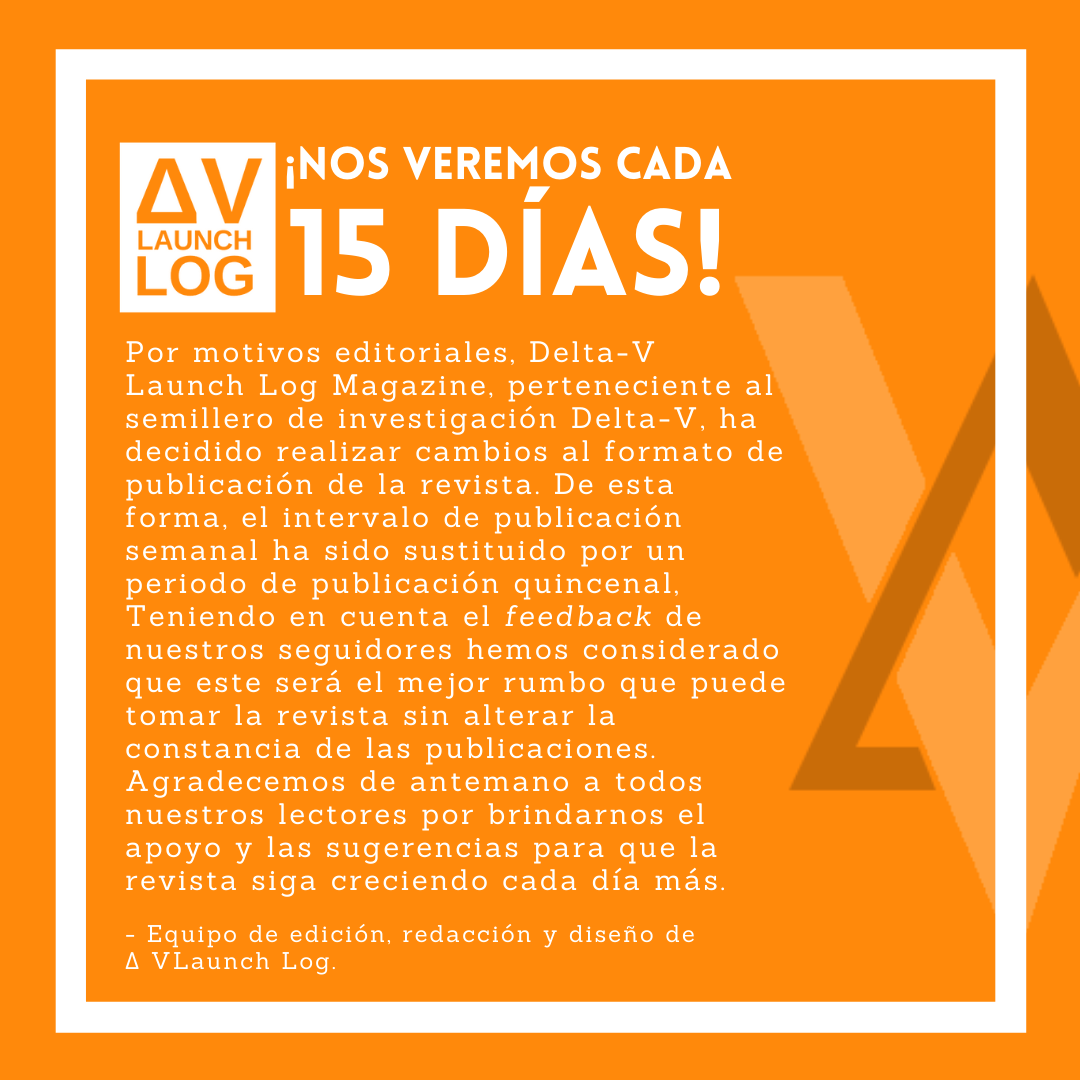 ΔV
LAUNCH
LOG
¡NOS VEREMOS CADA
15 DÍAS!
Por motivos editoriales, Delta-V
Launch Log Magazine, perteneciente al
semillero de investigación Delta-V, ha
decidido realizar cambios al formato de
publicación de la revista. De esta
forma, el intervalo de publicación
semanal ha sido sustituido por un
periodo de publicación quincenal,
Teniendo en cuenta el feedback de
nuestros seguidores hemos considerado
que este será el mejor rumbo que puede
tomar la revista sin alterar la
constancia de las publicaciones.
Agradecemos de antemano a todos
nuestros lectores por brindarnos el
apoyo y las sugerencias para que la
revista siga creciendo cada día más.
- Equipo de edición, redacción y diseño de
Δ VLaunch Log.